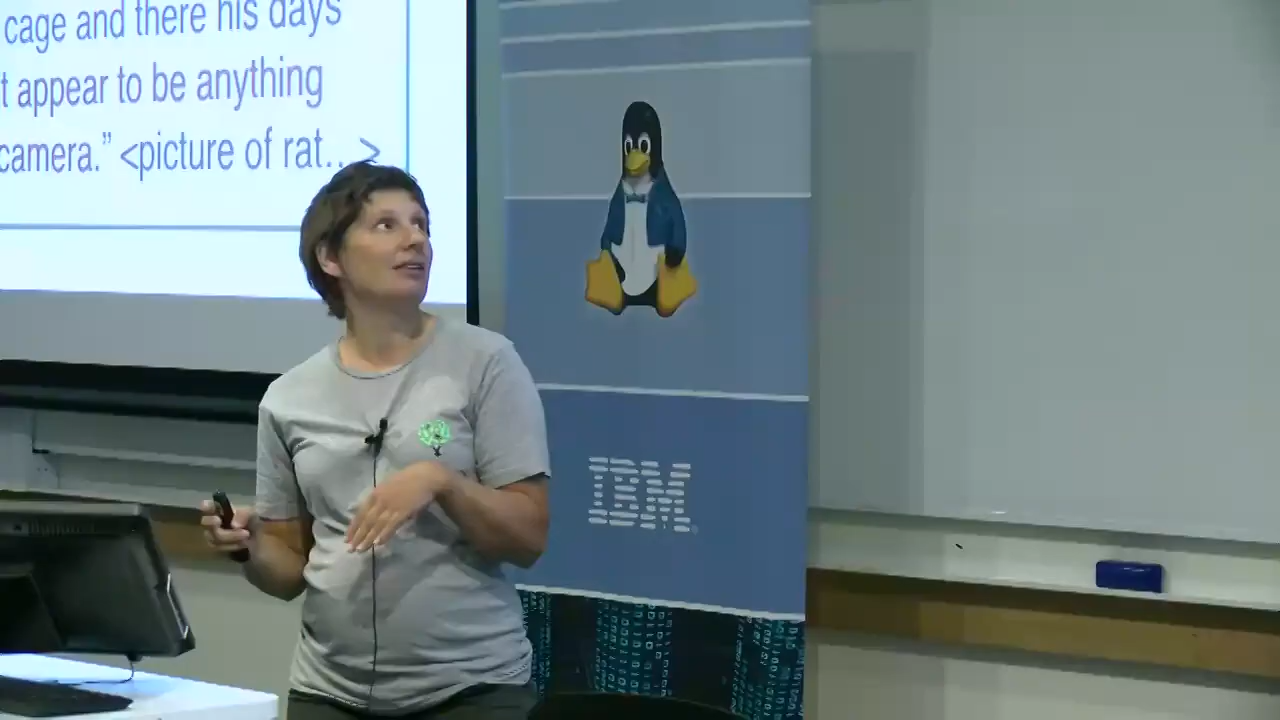 cage and there his days
t appear to be anything
camera.” <picture of rat…>
IBM